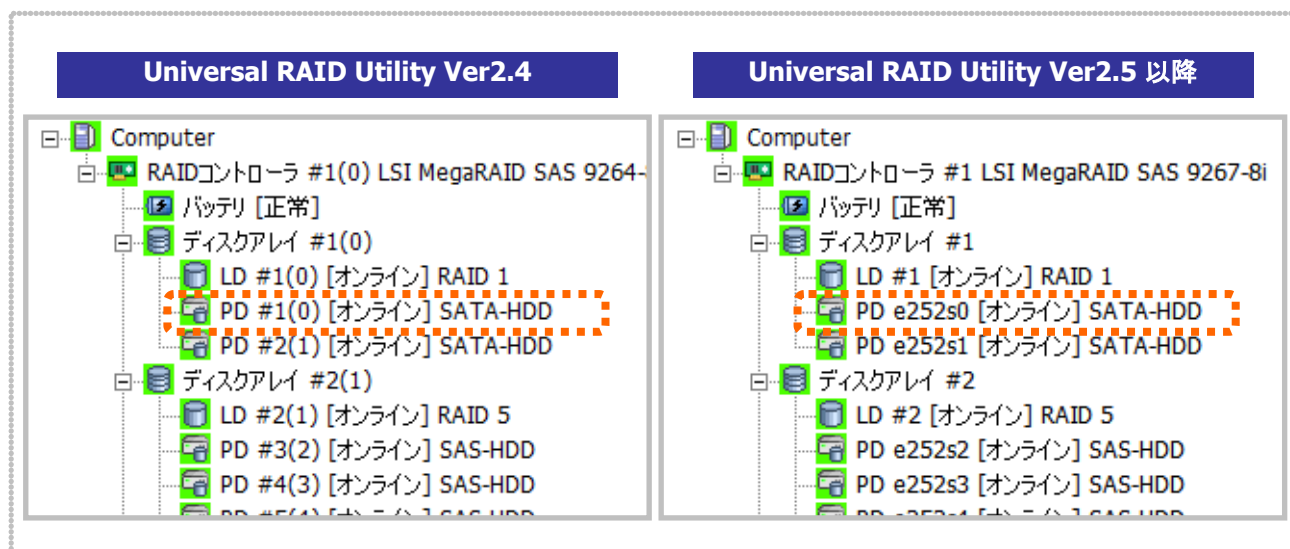 Universal RAID Utility Ver2.4
Computer
RAIDコントローラ #1(0) LSI MegaRAID SAS 9264-
バッテリ [正常]
ディスクアレイ #1(0)
LD #1(0) [オンライン] RAID 1
PD #1(0) [オンライン] SATA-HDD
PD #2(1) [オンライン] SATA-HDD
ディスクアレイ #2(1)
LD #2(1) [オンライン] RAID 5
PD #3(2) [オンライン] SAS-HDD
PD #4(3) [オンライン] SAS-HDD
Universal RAID Utility Ver2.5 以降
Computer
RAIDコントローラ #1 LSI MegaRAID SAS 9267-8i
バッテリ [正常]
ディスクアレイ #1
LD #1 [オンライン] RAID 1
PD e252s0 [オンライン] SATA-HDD
PD e252s1 [オンライン] SATA-HDD
ディスクアレイ #2
LD #2 [オンライン] RAID 5
PD e252s2 [オンライン] SAS-HDD
PD e252s3 [オンライン] SAS-HDD